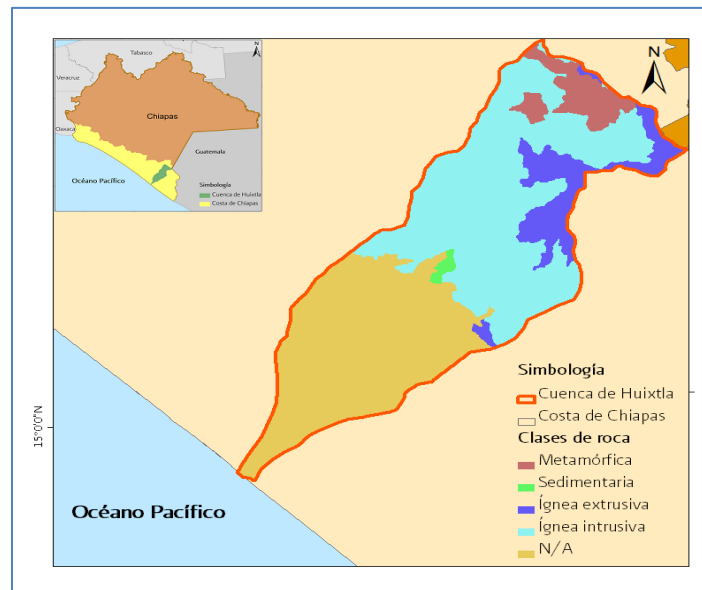 Tabasco
N
Veracruz
Chiapas
Oaxaca
Guatemala
Océano Pacífico
Simbología
Cuenca de Huixtla
Costa de Chiapas
N
15°0'0"N
Océano Pacífico
Simbología
Cuenca de Huixtla
Costa de Chiapas
Clases de roca
Metamórfica
Sedimentaria
Ígnea extrusiva
Ígnea intrusiva
N/A